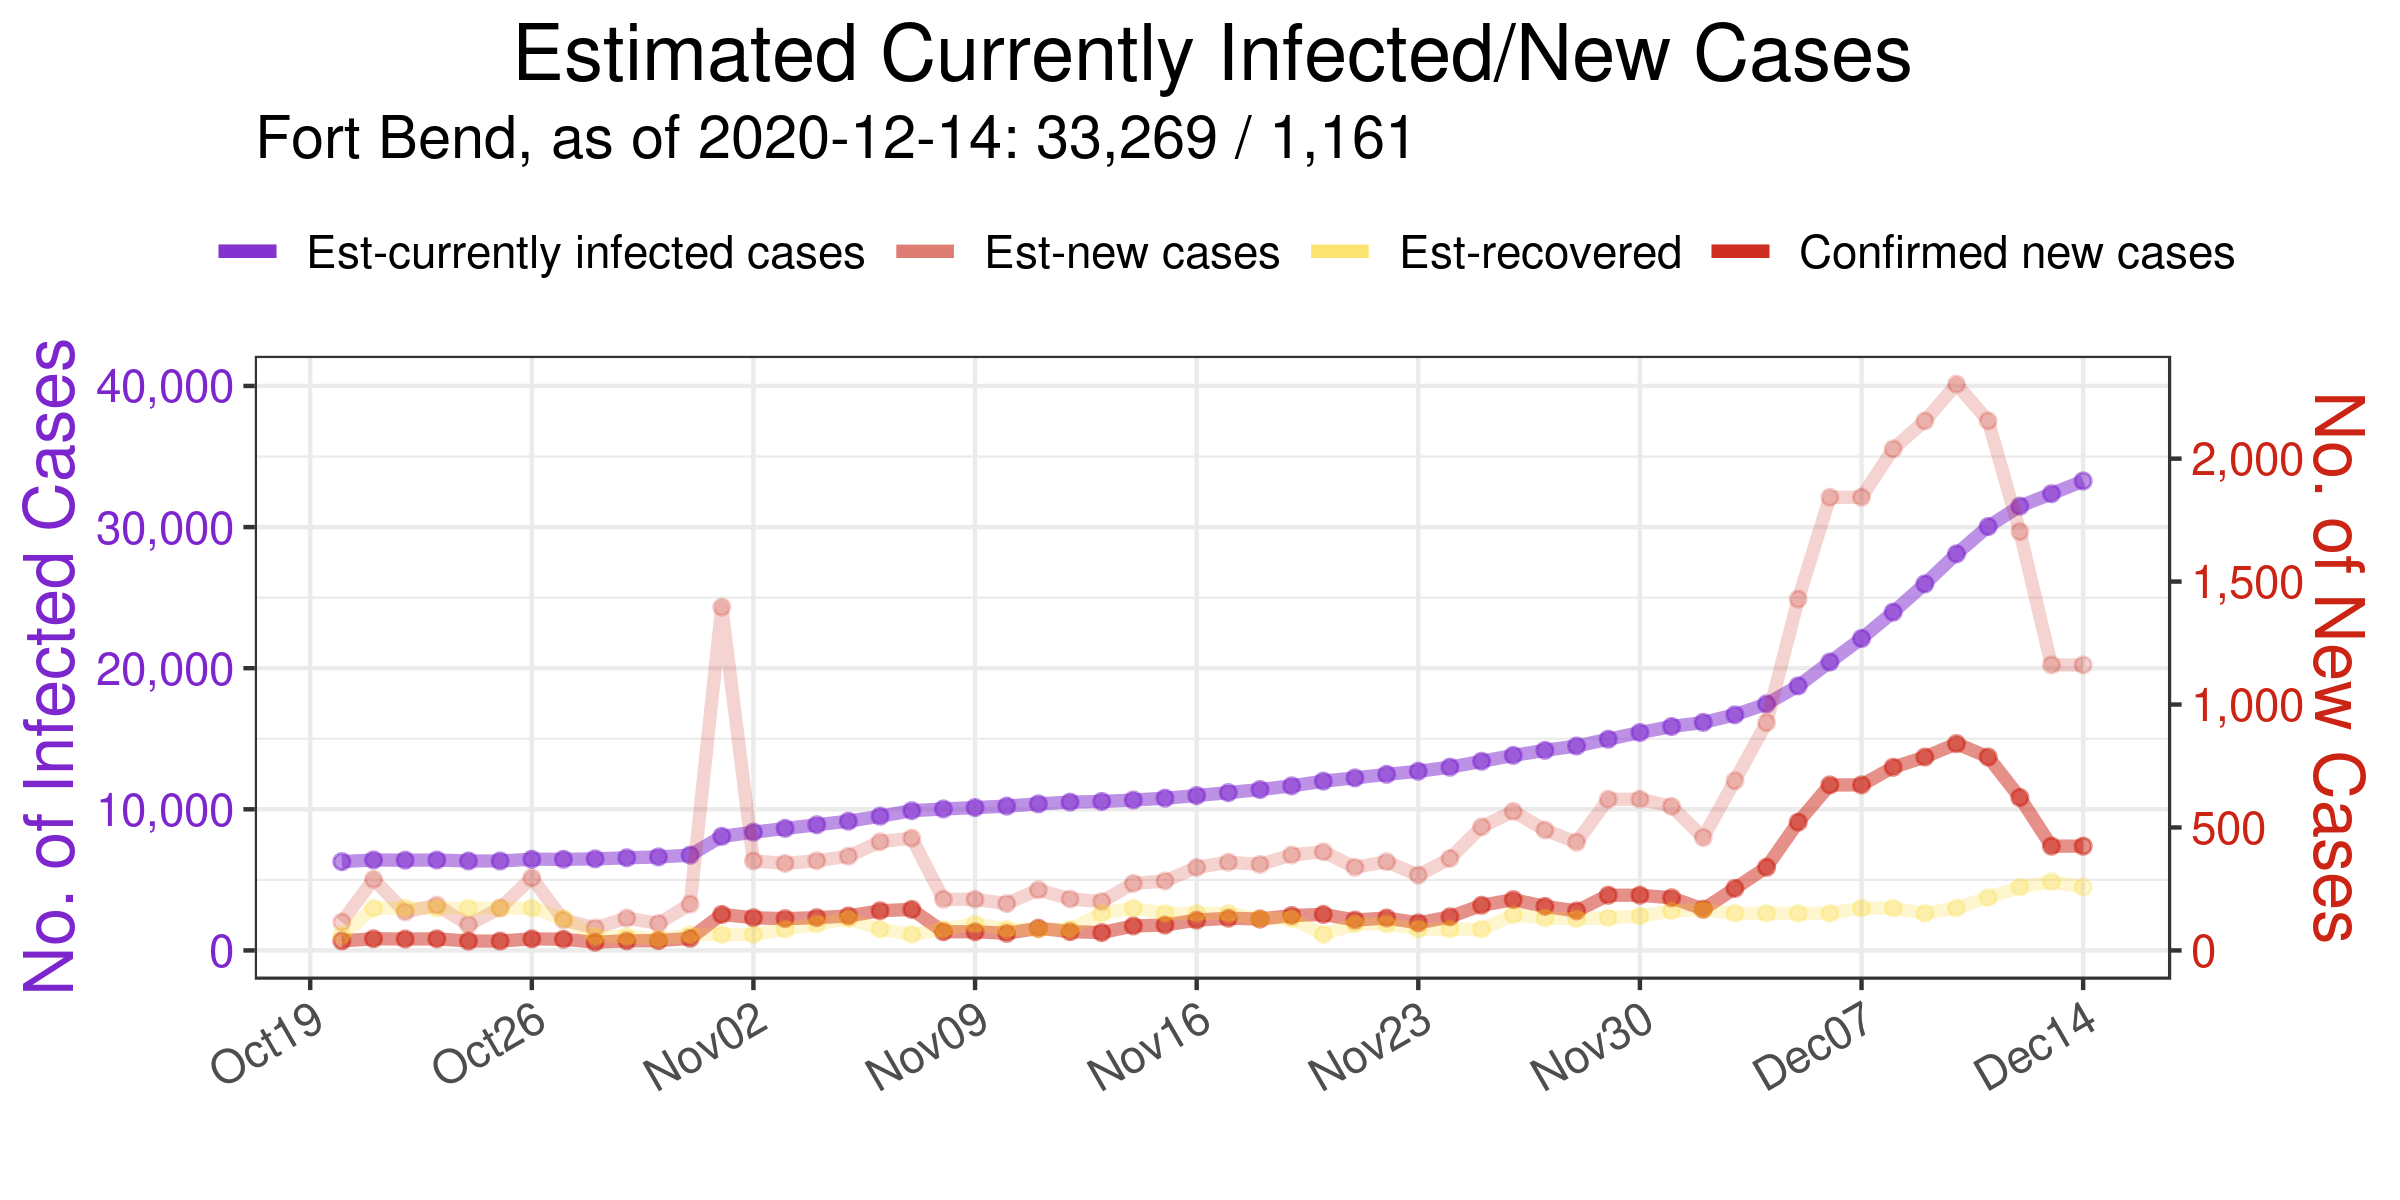 Estimated Currently Infected/New Cases
Fort Bend, as of 2020-12-14: 33,269 / 1,161
Est-currently infected cases Est-new cases Est-recovered Confirmed new cases
No. of Infected Cases
40,000
30,000
20,000
10,000
0
2,000
1,500
1,000
500
0
No. of New Cases
Oct19 Oct26 Nov02 Nov09 Nov16 Nov23 Nov30 Dec07 Dec14